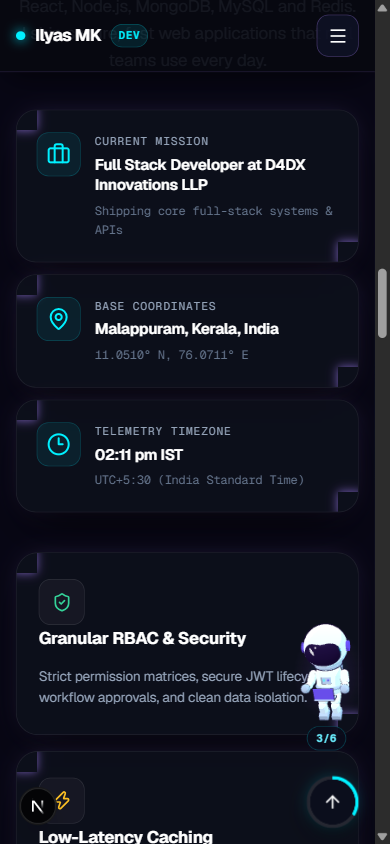 React, Node.js, MongoDB, MySQL and Redis.
Ilyas MK DEV
web applications that
teams use every day.
CURRENT MISSION
Full Stack Developer at D4DX
Innovations LLP
Shipping core full-stack systems &
APIs
BASE COORDINATES
Malappuram, Kerala, India
11.0510° N, 76.0711° E
TELEMETRY TIMEZONE
02:11 pm IST
UTC+5:30 (India Standard Time)
Granular RBAC & Security
Strict permission matrices, secure JWT lifecy
workflow approvals, and clean data isolation.
3/6
N
Low-Latency Caching